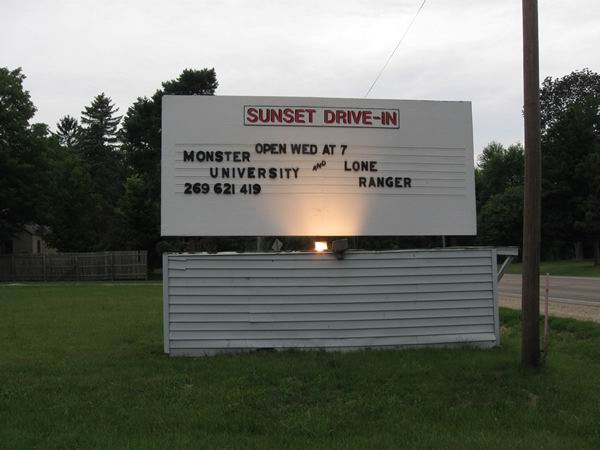 SUNSET DRIVE-IN
OPEN WED AT 7
MONSTER UNIVERSITY AND LONE RANGER
269 621 419